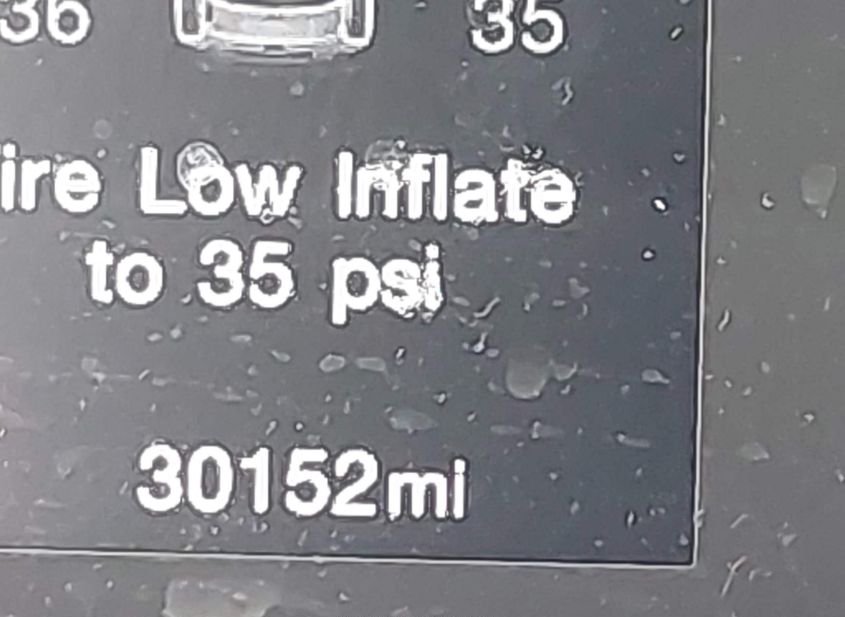 36 35
ire Low Inflate
to 35 psi
30152mi